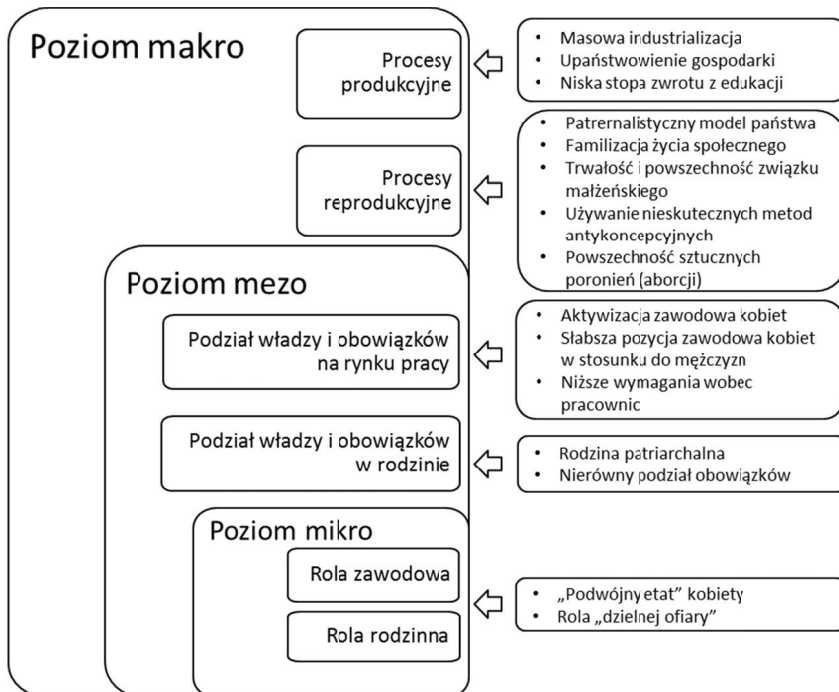 Poziom makro
Procesy
produkcyjne
• Masowa industrializacja
• Upaństwowienie gospodarki
• Niska stopa zwrotu z edukacji
Procesy
reprodukcyjne
• Patrernalistyczny model państwa
• Familizacja życia społecznego
• Trwałość i powszechność związku
małżeńskiego
• Używanie nieskutecznych metod
antykoncepcyjnych
• Powszechność sztucznych
poronień (aborcji)
Poziom mezo
Podział władzy i obowiązków
na rynku pracy
• Aktywizacja zawodowa kobiet
• Słabsza pozycja zawodowa kobiet
w stosunku do mężczyzn
• Niższe wymagania wobec
pracownic
Podział władzy i obowiązków
w rodzinie
• Rodzina patriarchalna
• Nierówny podział obowiązków
Poziom mikro
Rola zawodowa
Rola rodzinna
• „Podwójny etat” kobiety
• Rola „dzielnej ofiary”